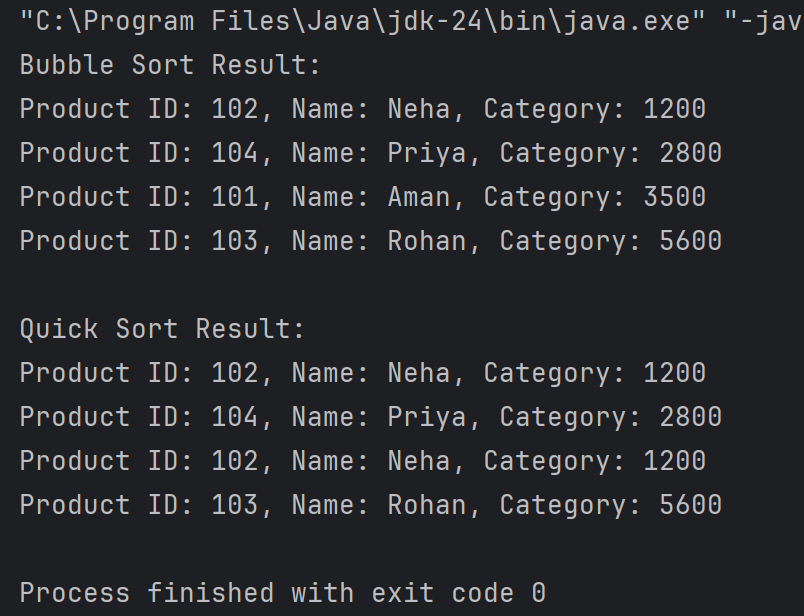 "C:\Program Files\Java\jdk-24\bin\java.exe" "-jav
Bubble Sort Result:
Product ID: 102, Name: Neha, Category: 1200
Product ID: 104, Name: Priya, Category: 2800
Product ID: 101, Name: Aman, Category: 3500
Product ID: 103, Name: Rohan, Category: 5600
Quick Sort Result:
Product ID: 102, Name: Neha, Category: 1200
Product ID: 104, Name: Priya, Category: 2800
Product ID: 102, Name: Neha, Category: 1200
Product ID: 103, Name: Rohan, Category: 5600
Process finished with exit code 0